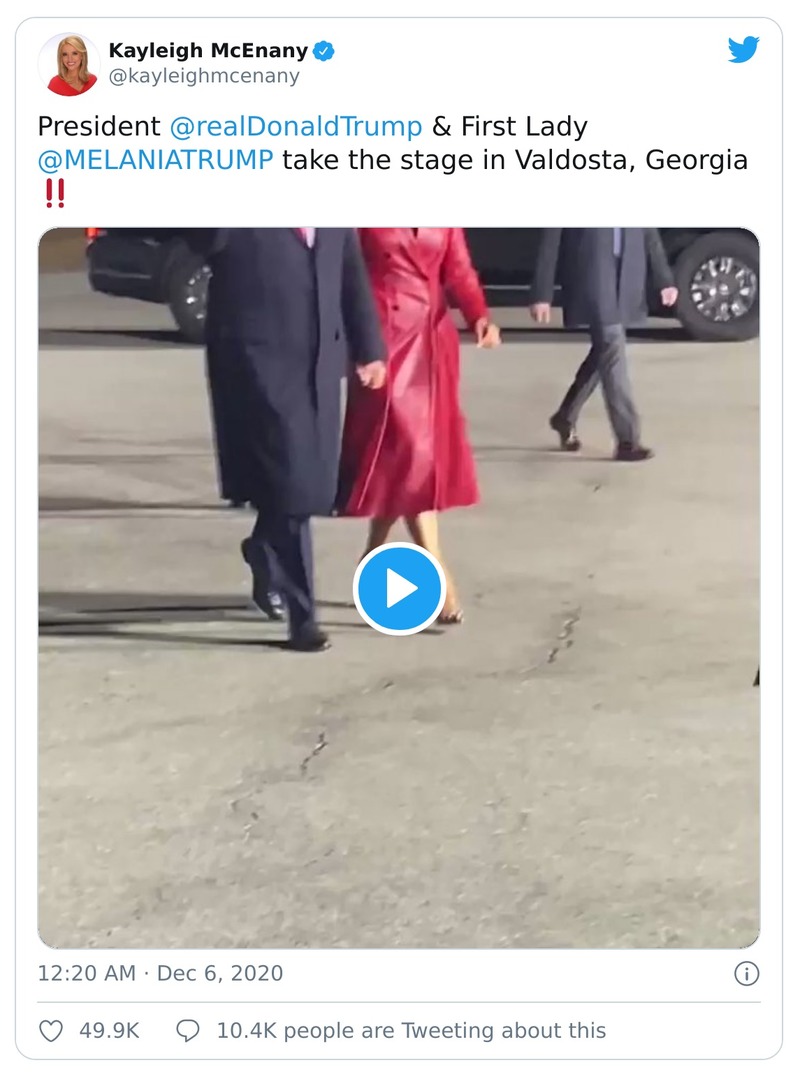 Kayleigh McEnany
@kayleighmcenany
President @realDonaldTrump & First Lady
@MELANIATRUMP take the stage in Valdosta, Georgia
‼️
12:20 AM · Dec 6, 2020
49.9K 10.4K people are Tweeting about this